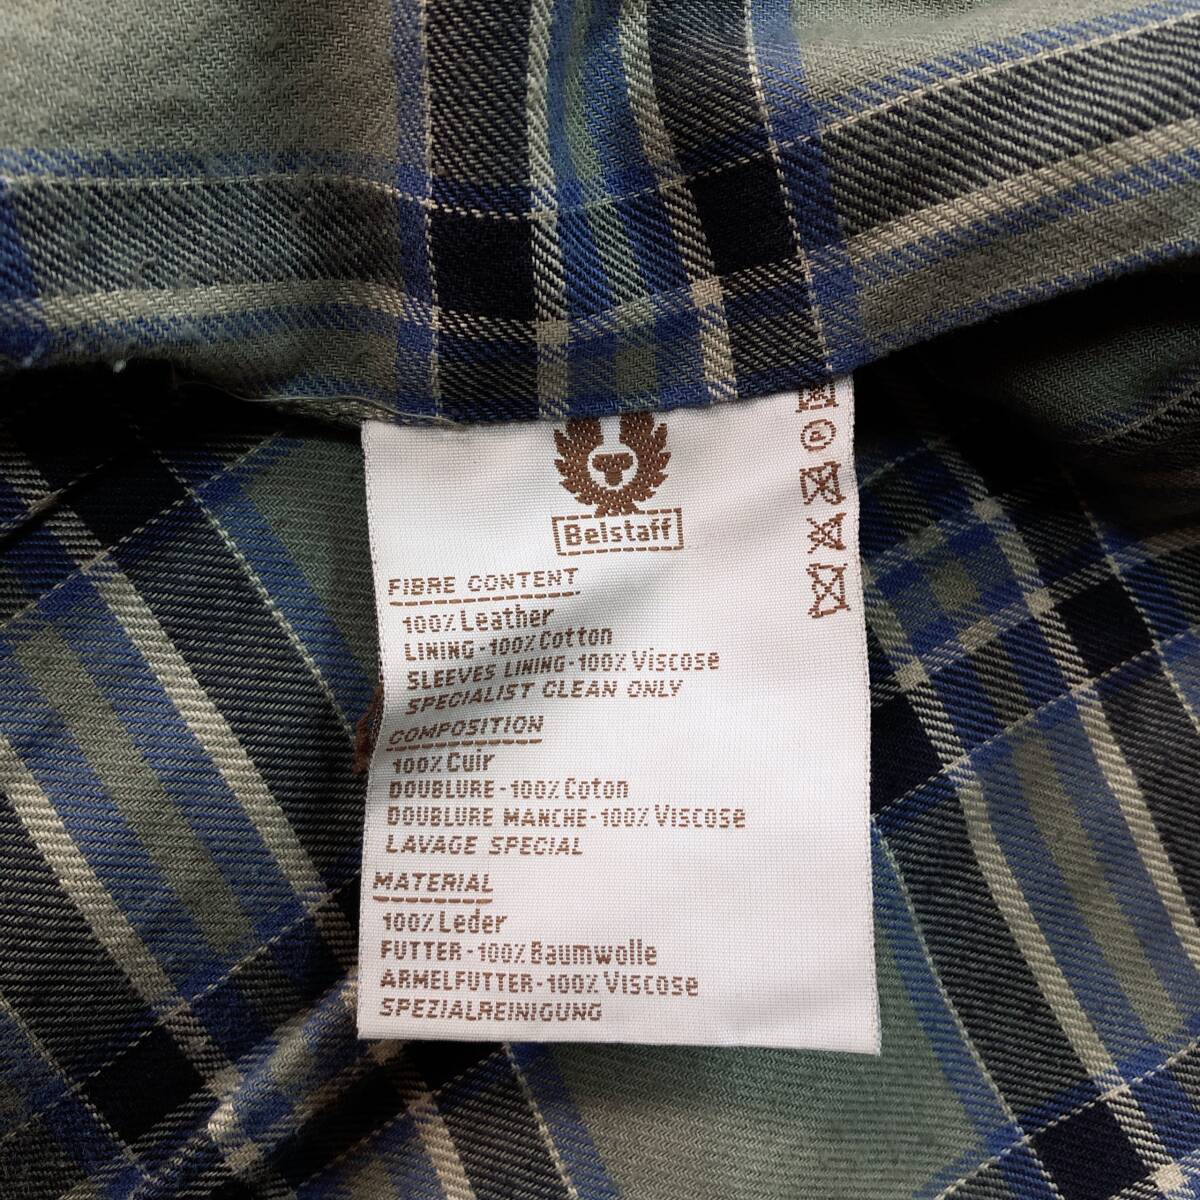 Belstaff
FIBRE CONTENT
100% Leather
LINING-100% Cotton
SLEEVES LINING-100% Viscose
SPECIALIST CLEAN ONLY
COMPOSITION
100% Cuir
DOUBLURE-100% Coton
DOUBLURE MANCHE-100% Viscose
LAVAGE SPECIAL
MATERIAL
100% Leder
FUTTER-100% Baumwolle
ARMELFUTTER-100% Viscose
SPEZIALREINIGUNG
P